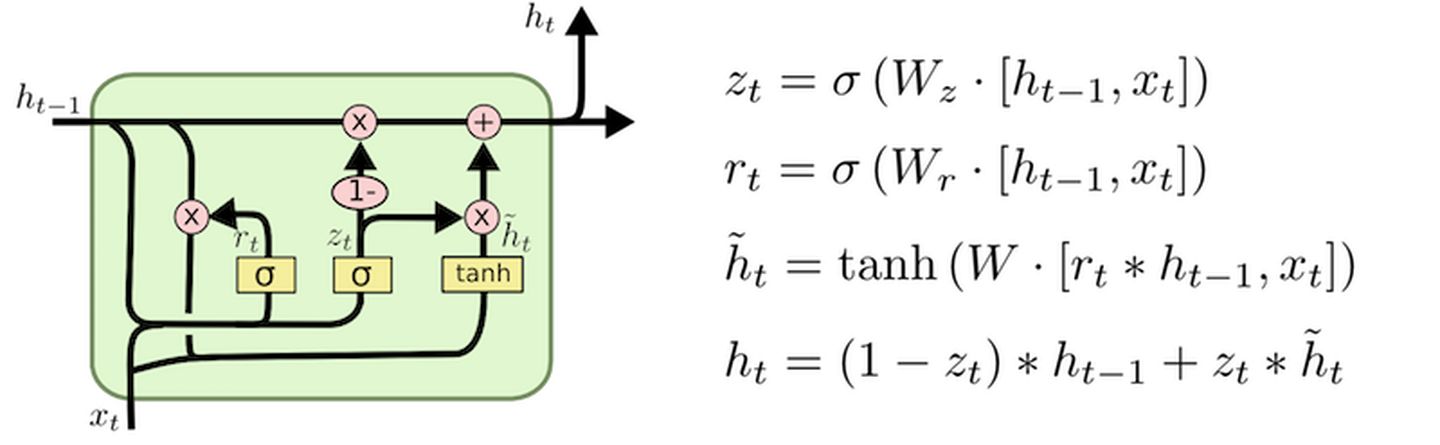 h_t
h_{t-1}
x +
1-
x x
r_t z_t h̃_t
σ σ tanh
x_t
z_t = σ (W_z · [h_{t-1}, x_t])
r_t = σ (W_r · [h_{t-1}, x_t])
h̃_t = tanh (W · [r_t * h_{t-1}, x_t])
h_t = (1 − z_t) * h_{t-1} + z_t * h̃_t